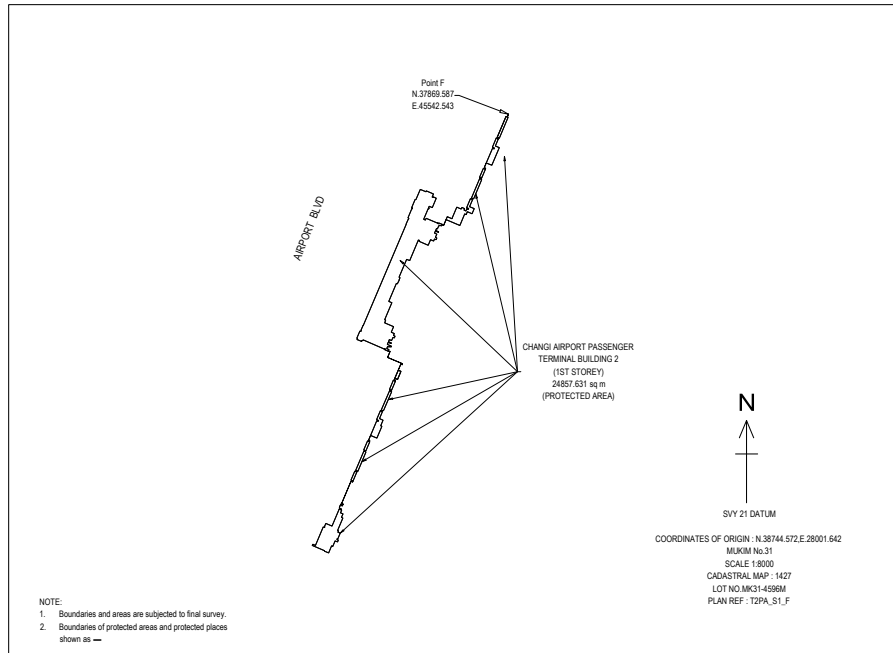 Point F
N.37869.587
E.45542.543
AIRPORT BLVD
CHANGI AIRPORT PASSENGER
TERMINAL BUILDING 2
(1ST STOREY)
24857.631 sq m
(PROTECTED AREA)
N
SVY 21 DATUM
COORDINATES OF ORIGIN : N.38744.572,E.28001.642
MUKIM No.31
SCALE 1:8000
CADASTRAL MAP : 1427
LOT NO.MK31-4596M
PLAN REF : T2PA_S1_F
NOTE:
1. Boundaries and areas are subjected to final survey.
2. Boundaries of protected areas and protected places
shown as —